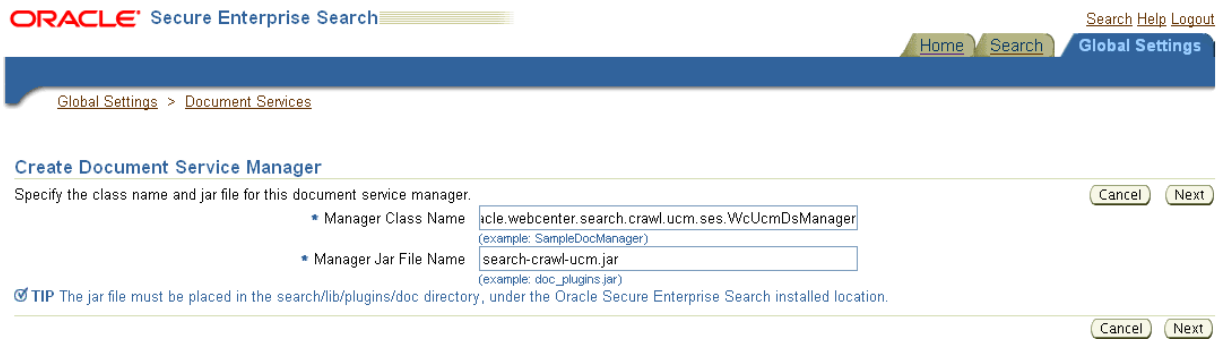 ORACLE Secure Enterprise Search
Search Help Logout
Home Search Global Settings
Global Settings > Document Services
Create Document Service Manager
Specify the class name and jar file for this document service manager.
Cancel Next
* Manager Class Name acle.webcenter.search.crawl.ucm.ses.WcUcmDsManager
(example: SampleDocManager)
* Manager Jar File Name search-crawl-ucm.jar
(example: doc_plugins.jar)
TIP The jar file must be placed in the search/lib/plugins/doc directory, under the Oracle Secure Enterprise Search installed location.
Cancel Next